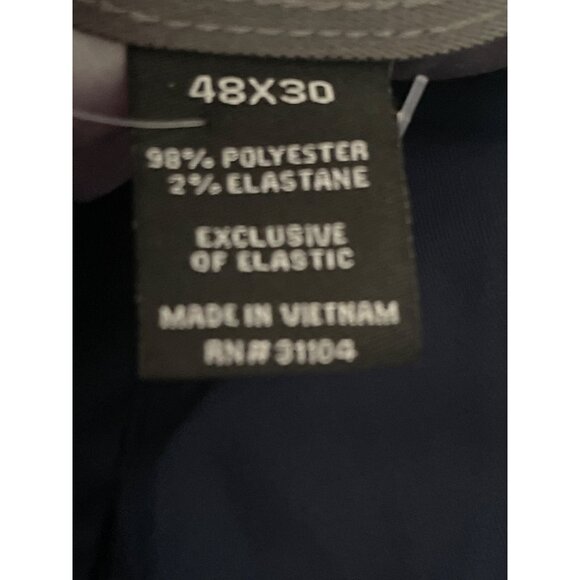 48X30
98% POLYESTER
2% ELASTANE
EXCLUSIVE
OF ELASTIC
MADE IN VIETNAM
RN# 31104